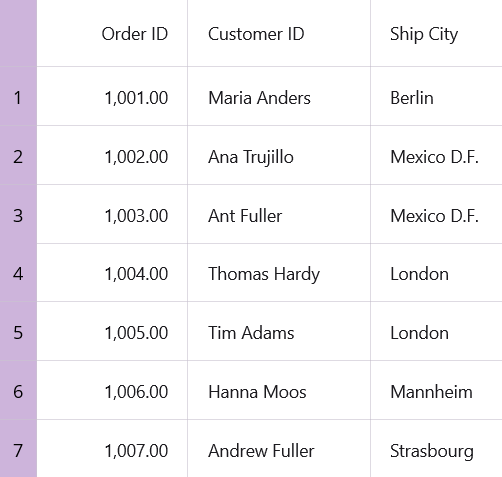 Order ID Customer ID Ship City
1 1,001.00 Maria Anders Berlin
2 1,002.00 Ana Trujillo Mexico D.F.
3 1,003.00 Ant Fuller Mexico D.F.
4 1,004.00 Thomas Hardy London
5 1,005.00 Tim Adams London
6 1,006.00 Hanna Moos Mannheim
7 1,007.00 Andrew Fuller Strasbourg